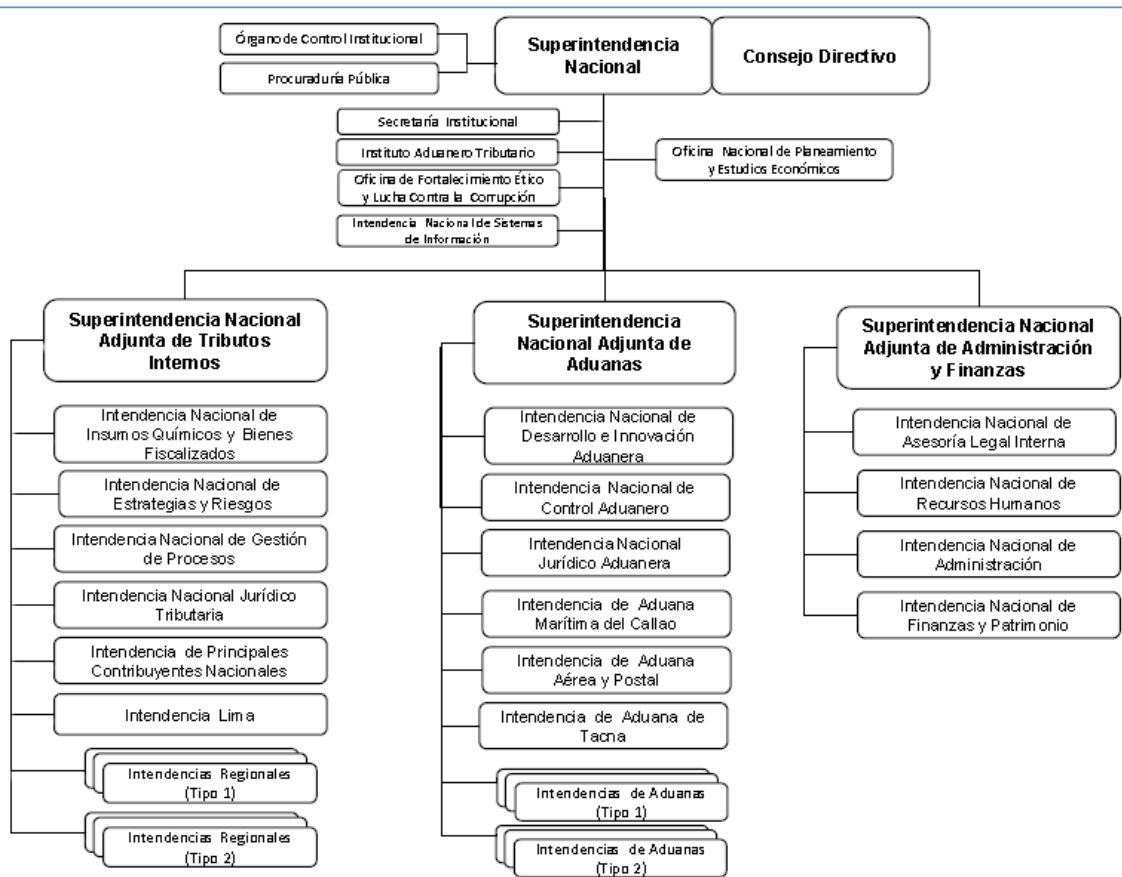 Órgano de Control Institucional
Procuraduría Pública
Superintendencia
Nacional
Consejo Directivo
Secretaría Institucional
Instituto Aduanero Tributario
Oficina de Fortalecimiento Ético
y Lucha Contra la Corrupción
Intendencia Nacional de Sistemas
de Información
Oficina Nacional de Planeamiento
y Estudios Económicos
Superintendencia Nacional
Adjunta de Tributos
Internos
Intendencia Nacional de
Insumos Químicos y Bienes
Fiscalizados
Intendencia Nacional de
Estrategias y Riesgos
Intendencia Nacional de Gestión
de Procesos
Intendencia Nacional Jurídico
Tributaria
Intendencia de Principales
Contribuyentes Nacionales
Intendencia Lima
Intendencias Regionales
(Tipo 1)
Intendencias Regionales
(Tipo 2)
Superintendencia
Nacional Adjunta de
Aduanas
Intendencia Nacional de
Desarrollo e Innovación
Aduanera
Intendencia Nacional de
Control Aduanero
Intendencia Nacional
Jurídico Aduanera
Intendencia de Aduana
Marítima del Callao
Intendencia de Aduana
Aérea y Postal
Intendencia de Aduana de
Tacna
Intendencias de Aduanas
(Tipo 1)
Intendencias de Aduanas
(Tipo 2)
Superintendencia Nacional
Adjunta de Administración
y Finanzas
Intendencia Nacional de
Asesoría Legal Interna
Intendencia Nacional de
Recursos Humanos
Intendencia Nacional de
Administración
Intendencia Nacional de
Finanzas y Patrimonio